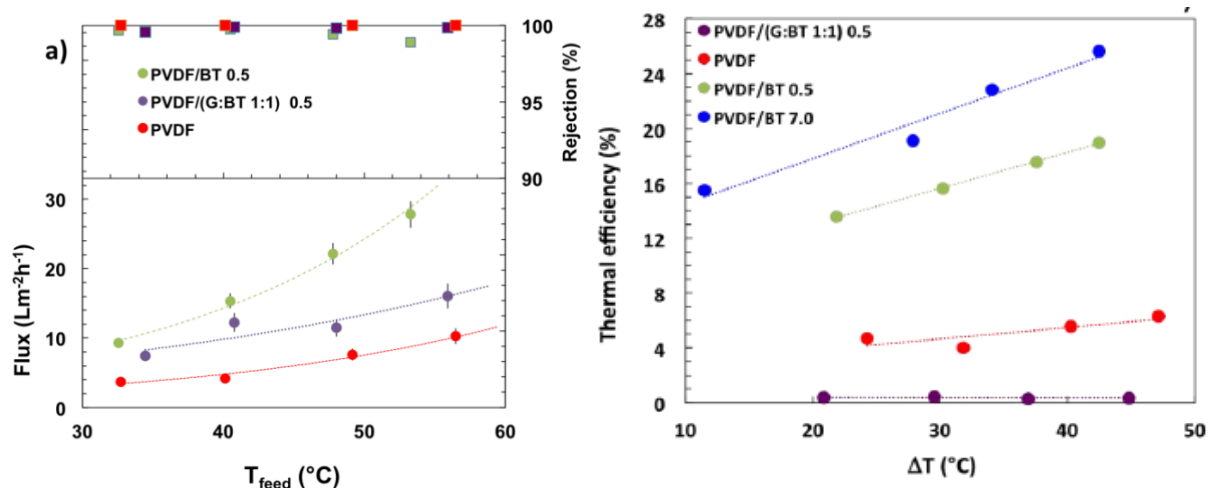 a)
PVDF/BT 0.5
PVDF/(G:BT 1:1) 0.5
PVDF
100
95
90
Rejection (%)
30
20
10
0
Flux (Lm-2h-1)
30 40 50 60
Tfeed (°C)
28
24
20
16
12
8
4
0
Thermal efficiency (%)
PVDF/(G:BT 1:1) 0.5
PVDF
PVDF/BT 0.5
PVDF/BT 7.0
10 20 30 40 50
ΔT (°C)